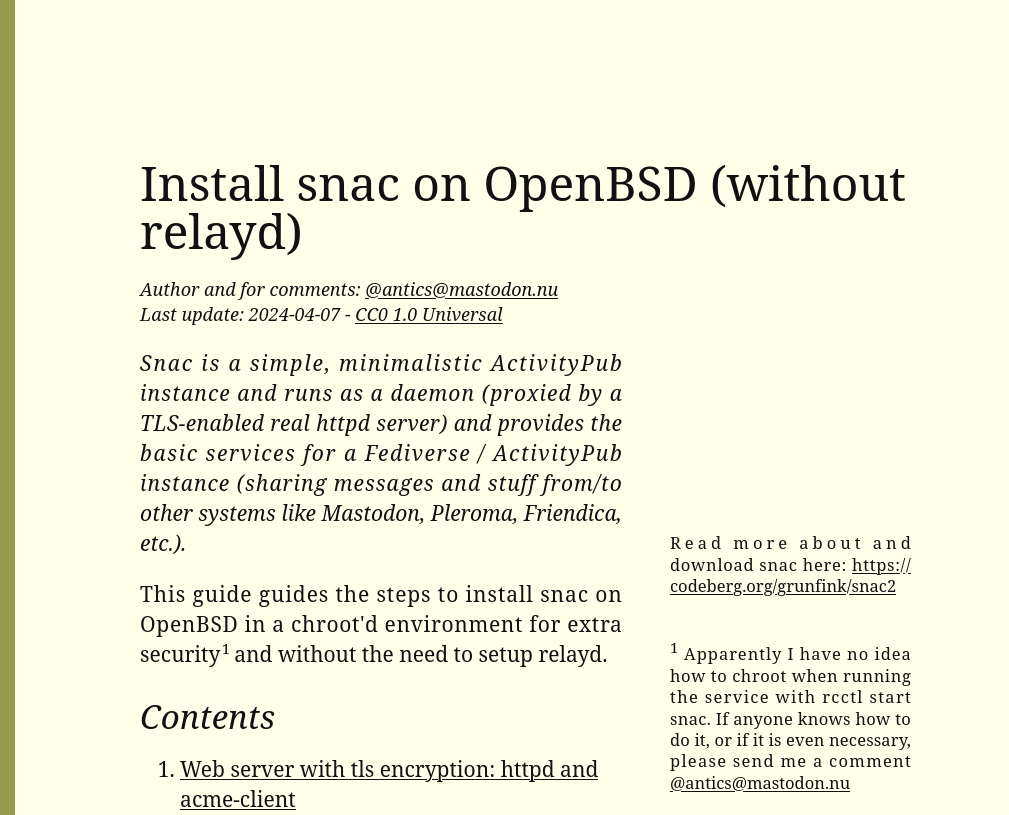 Install snac on OpenBSD (without
relayd)
Author and for comments: @antics@mastodon.nu
Last update: 2024-04-07 - CC0 1.0 Universal
Snac is a simple, minimalistic ActivityPub
instance and runs as a daemon (proxied by a
TLS-enabled real httpd server) and provides the
basic services for a Fediverse / ActivityPub
instance (sharing messages and stuff from/to
other systems like Mastodon, Pleroma, Friendica,
etc.).
This guide guides the steps to install snac on
OpenBSD in a chroot'd environment for extra
security¹ and without the need to setup relayd.
Contents
1. Web server with tls encryption: httpd and
acme-client
Read more about and
download snac here: https://
codeberg.org/grunfink/snac2
¹ Apparently I have no idea
how to chroot when running
the service with rcctl start
snac. If anyone knows how to
do it, or if it is even necessary,
please send me a comment
@antics@mastodon.nu